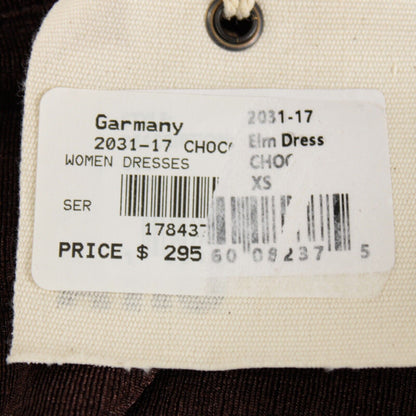 Garmany
2031-17 CHOC
WOMEN DRESSES
SER
178437
PRICE $ 295
2031-17
Elm Dress
CHOC
XS
60 08237 5